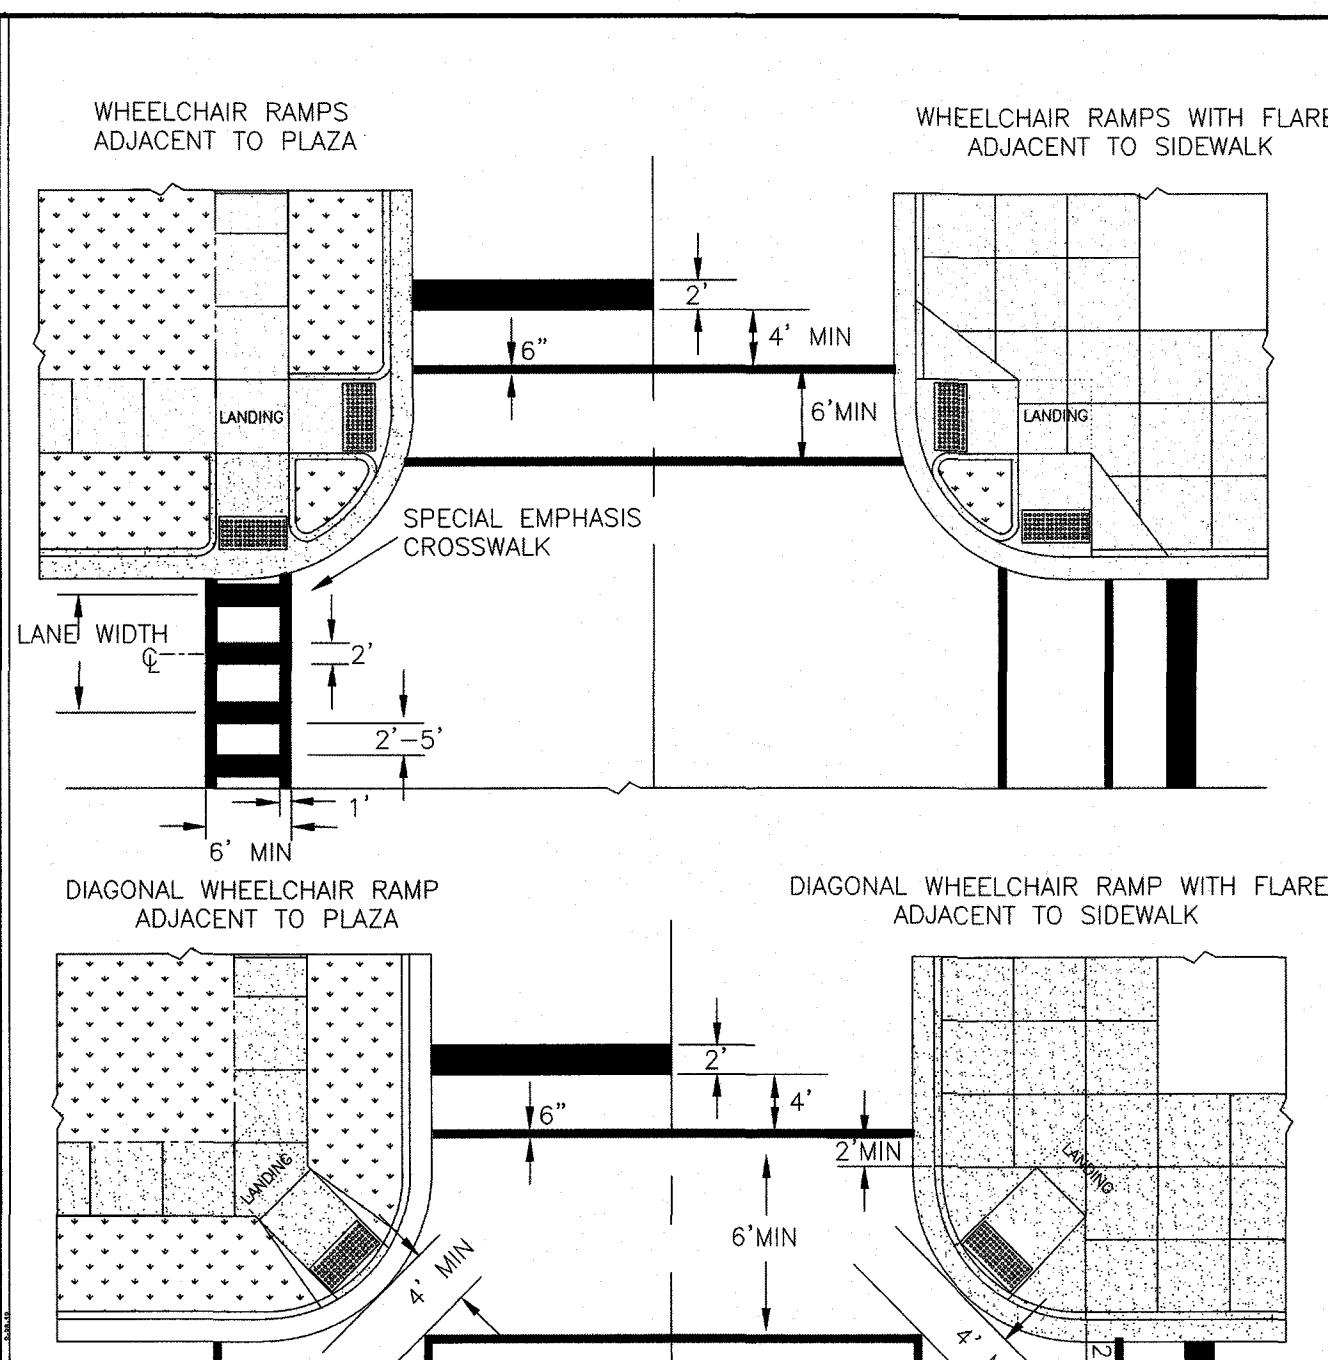 WHEELCHAIR RAMPS
ADJACENT TO PLAZA
WHEELCHAIR RAMPS WITH FLARE
ADJACENT TO SIDEWALK
2'
4' MIN
6"
6'MIN
LANDING
LANDING
SPECIAL EMPHASIS
CROSSWALK
LANE WIDTH
℄
2'
2'-5'
1'
6' MIN
DIAGONAL WHEELCHAIR RAMP
ADJACENT TO PLAZA
DIAGONAL WHEELCHAIR RAMP WITH FLARE
ADJACENT TO SIDEWALK
2'
4'
6"
2'MIN
LANDING
LANDING
6'MIN
4' MIN
4'
2